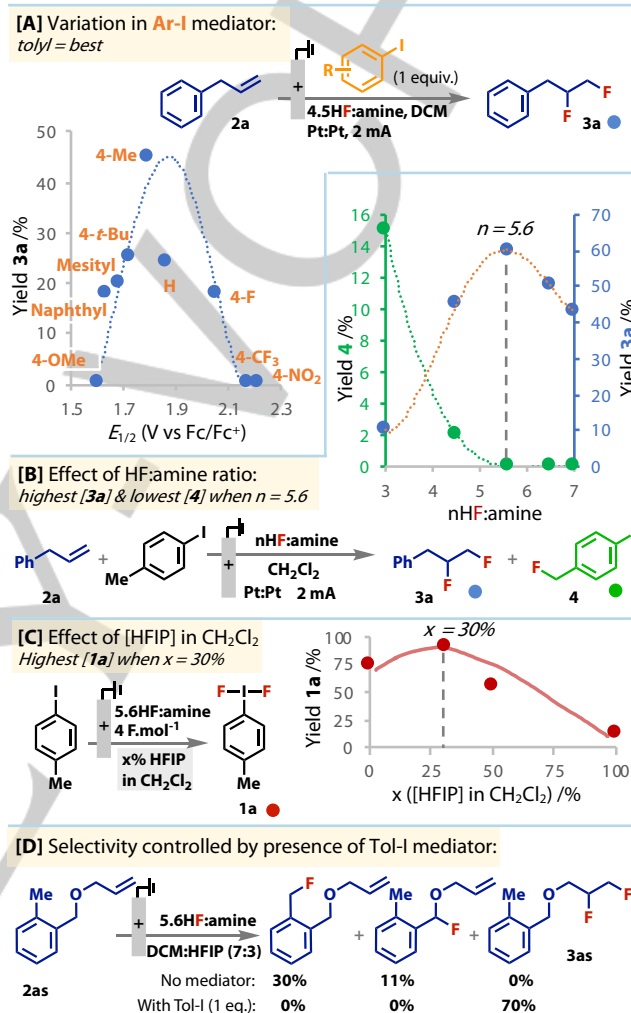 [A] Variation in Ar-I mediator:
tolyl = best
R
I
(1 equiv.)
+
4.5HF:amine, DCM
Pt:Pt, 2 mA
2a
F
F
3a
Yield 3a /%
50
40
30
20
10
0
4-Me
4-t-Bu
Mesityl
H
Naphthyl
4-F
4-OMe
4-CF3
4-NO2
1.5 1.7 1.9 2.1 2.3
E1/2 (V vs Fc/Fc+)
n = 5.6
Yield 4 /%
16
14
12
10
8
6
4
2
0
70
60
50
40
30
20
10
0
Yield 3a /%
3 4 5 6 7
nHF:amine
[B] Effect of HF:amine ratio:
highest [3a] & lowest [4] when n = 5.6
Ph
2a
+
I
Me
+
nHF:amine
CH2Cl2
Pt:Pt 2 mA
Ph
F
F
3a
+
F
4
[C] Effect of [HFIP] in CH2Cl2
Highest [1a] when x = 30%
I
Me
+
5.6HF:amine
4 F.mol-1
x% HFIP
in CH2Cl2
F–I–F
Me
1a
x = 30%
Yield 1a /%
100
75
50
25
0
0 25 50 75 100
x ([HFIP] in CH2Cl2) /%
[D] Selectivity controlled by presence of Tol-I mediator:
Me
O
2as
+
5.6HF:amine
DCM:HFIP (7:3)
F
O
+
Me
O
F
+
Me
O
F
F
3as
No mediator: 30% 11% 0%
With Tol-I (1 eq.): 0% 0% 70%